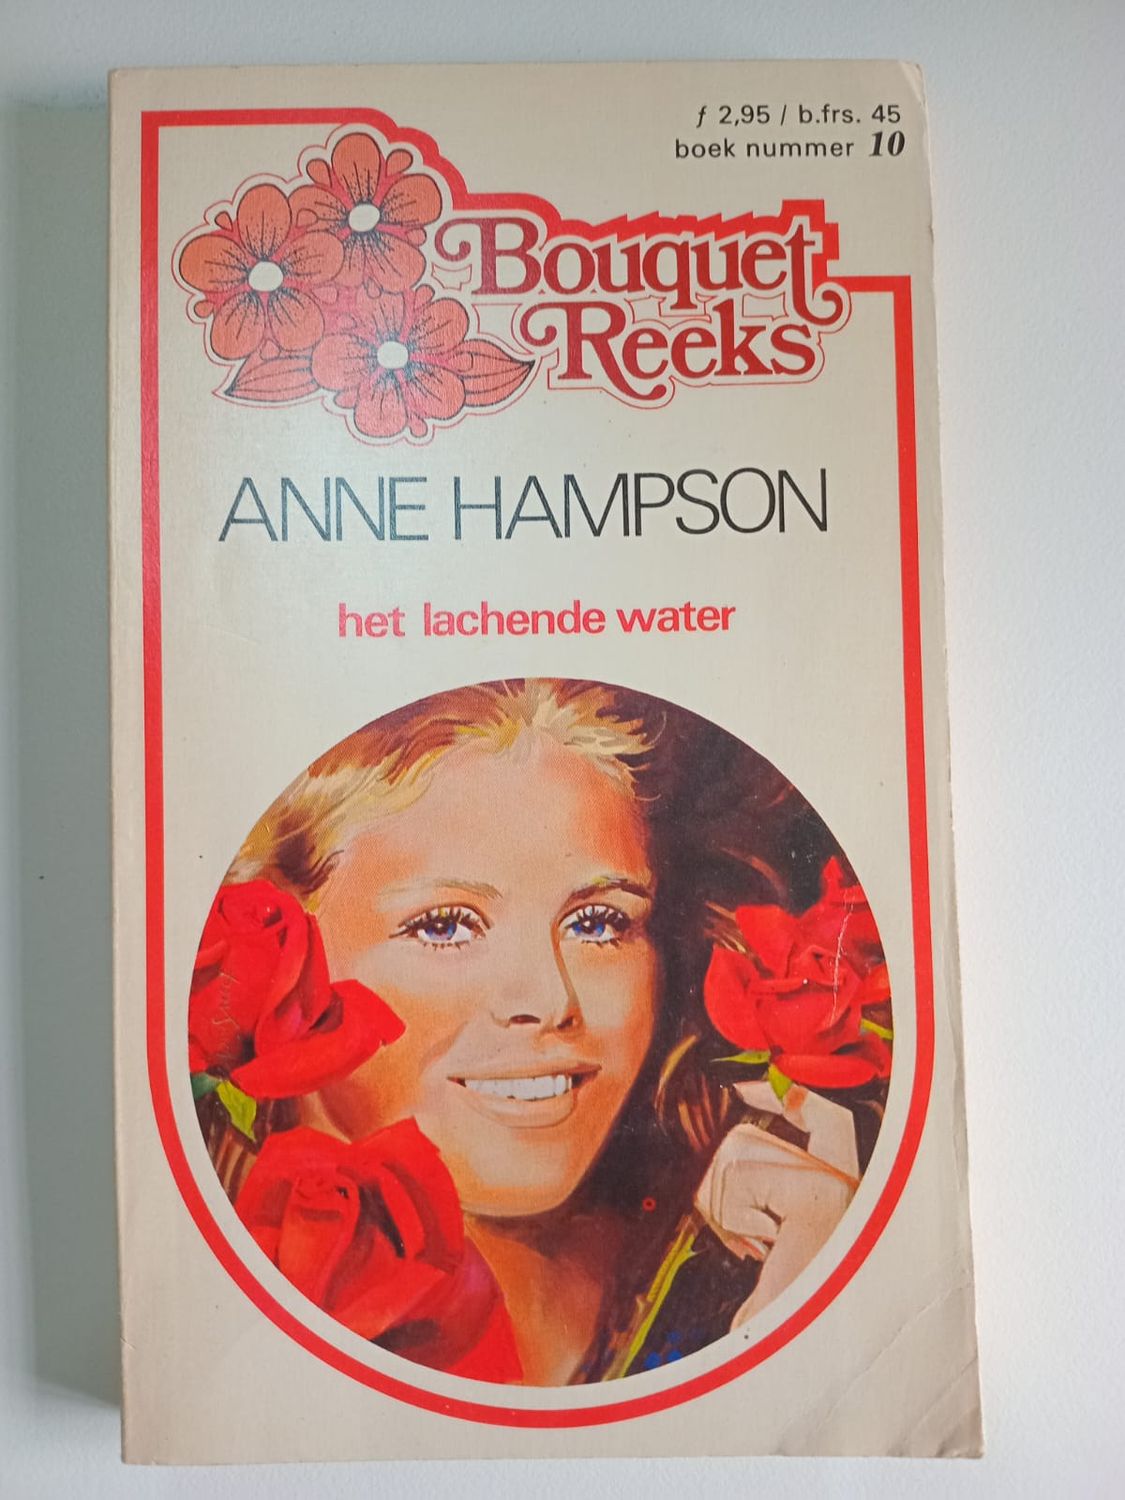 ƒ 2,95 / b.frs. 45
boek nummer 10
Bouquet
Reeks
ANNE HAMPSON
het lachende water